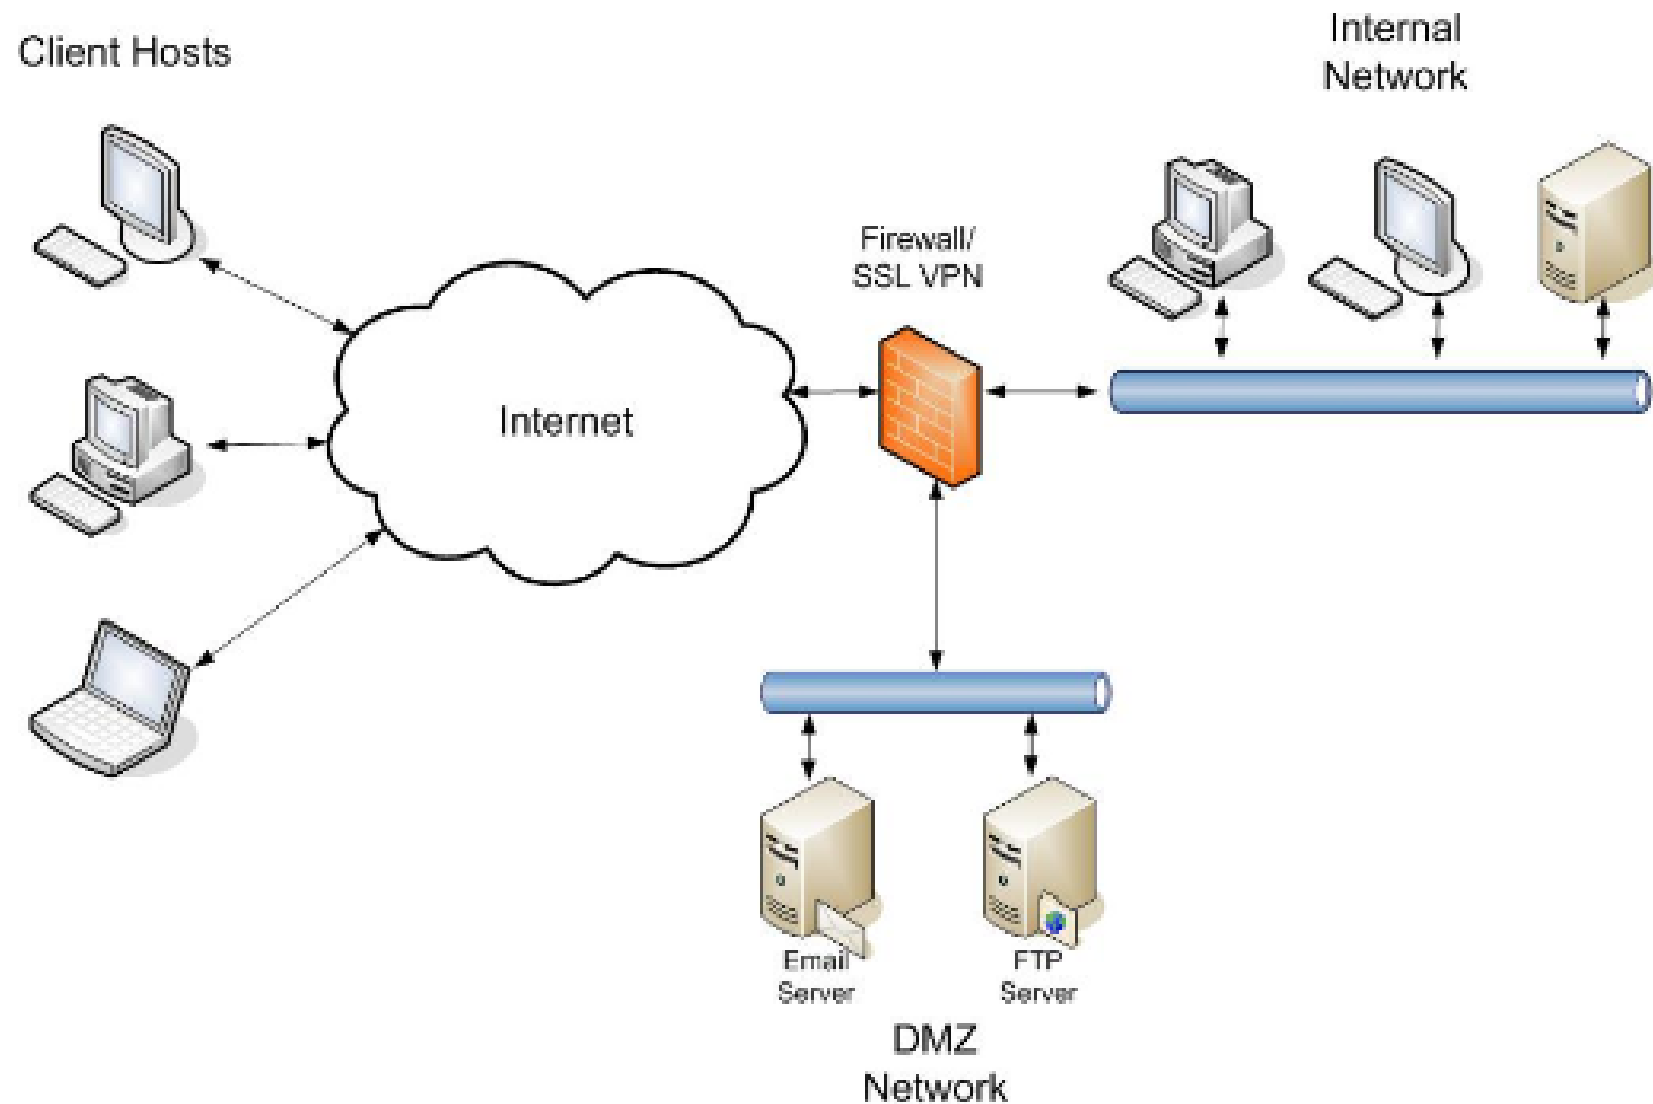 Client Hosts
Internal
Network
Firewall/
SSL VPN
Internet
Email
Server
FTP
Server
DMZ
Network